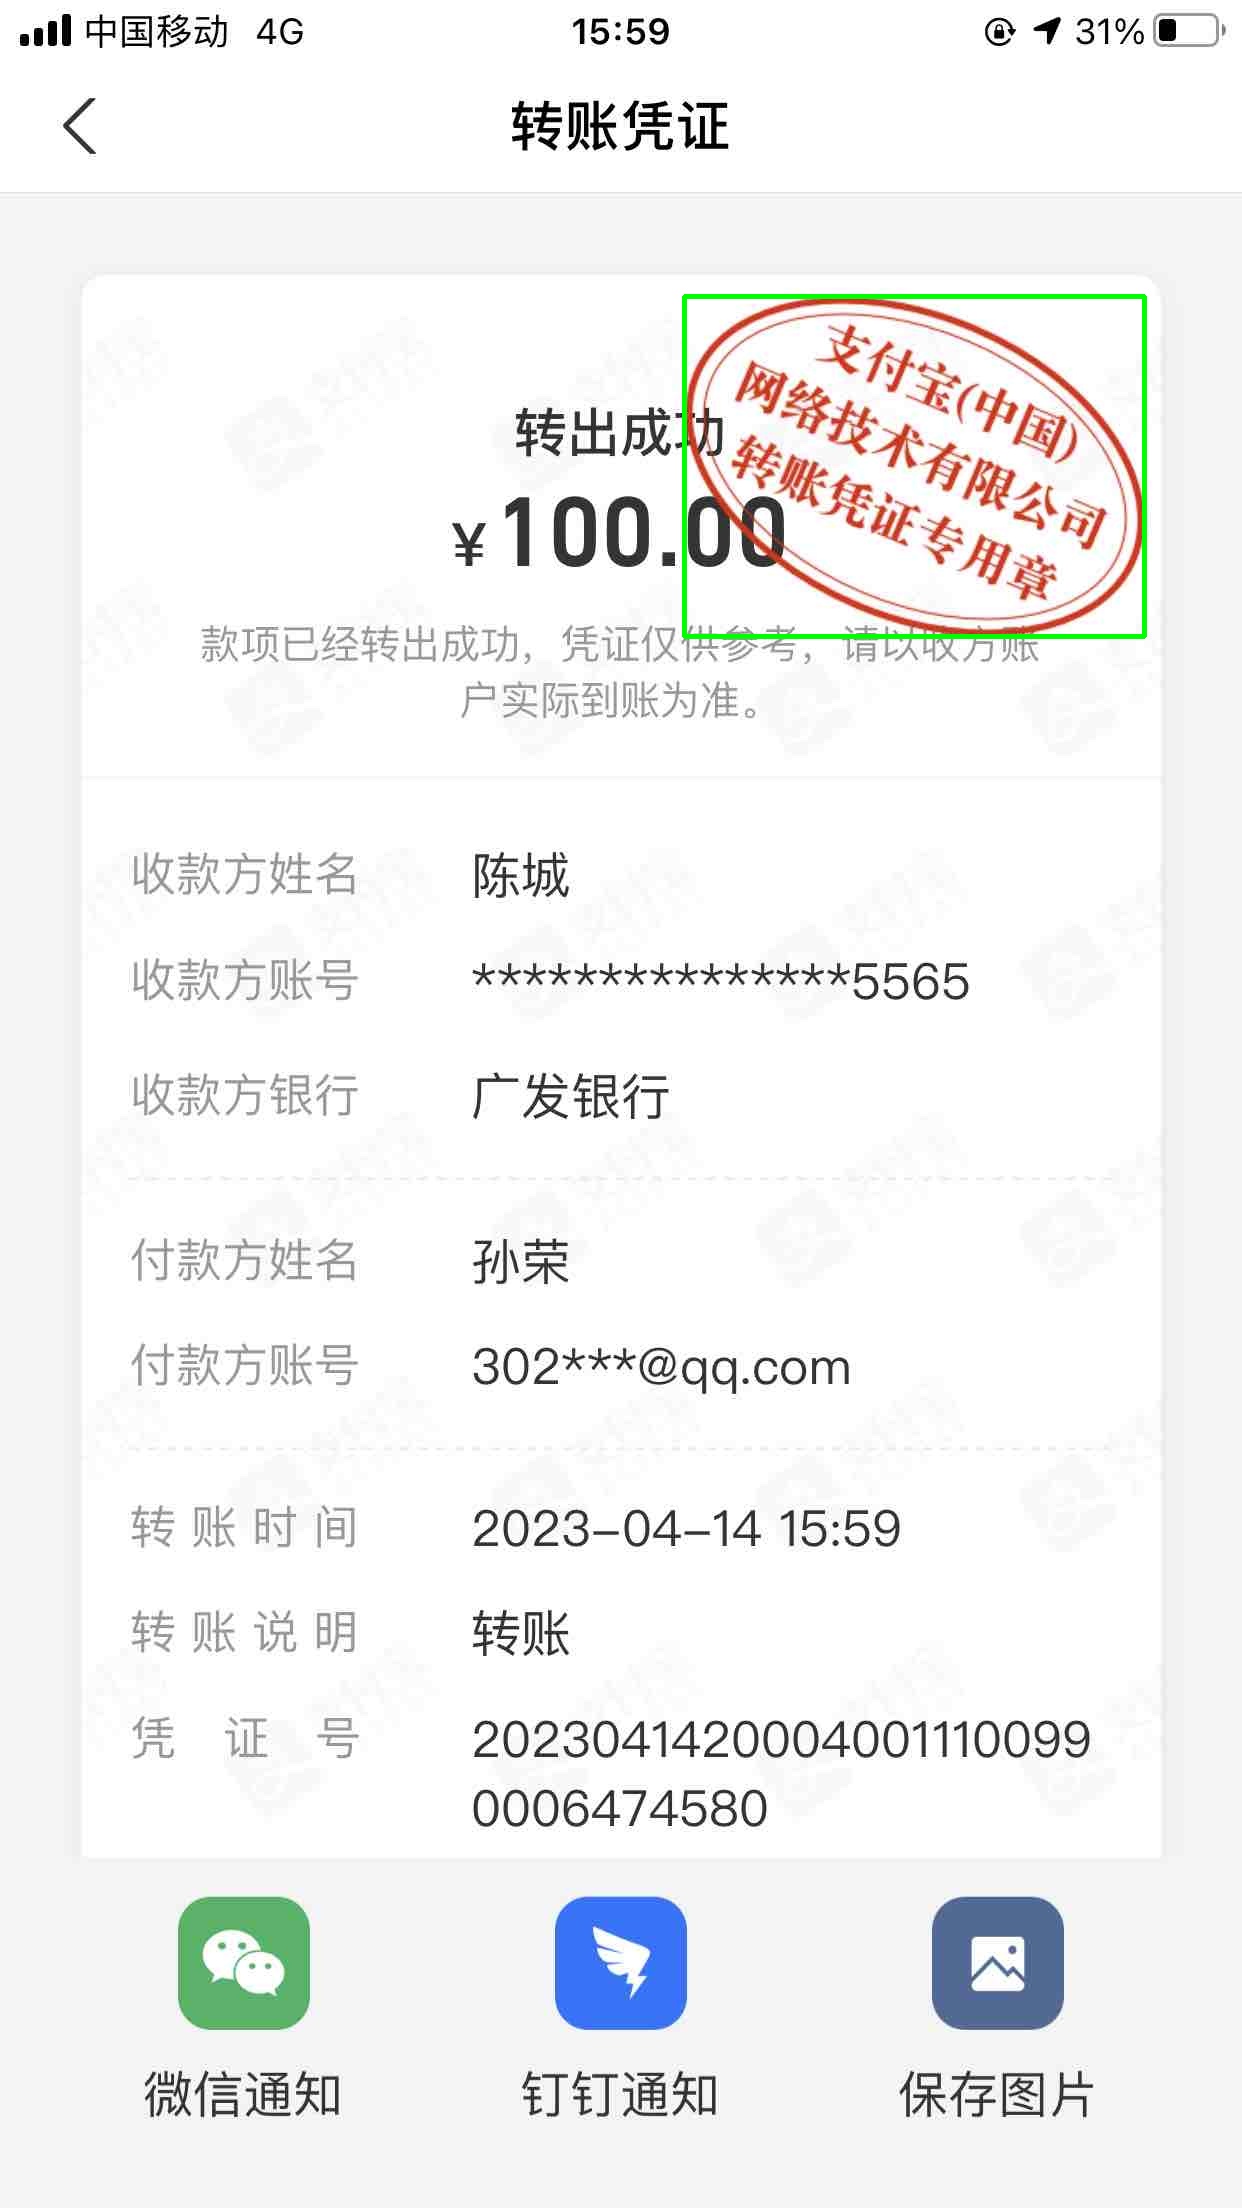 中国移动 4G 15:59 31%
转账凭证
支付宝(中国)
网络技术有限公司
转账凭证专用章
转出成功
¥100.00
款项已经转出成功，凭证仅供参考，请以收方账
户实际到账为准。
收款方姓名 陈城
收款方账号 ***************5565
收款方银行 广发银行
付款方姓名 孙荣
付款方账号 302***@qq.com
转账时间 2023-04-14 15:59
转账说明 转账
凭证号 2023041420004001110099
0006474580
微信通知 钉钉通知 保存图片